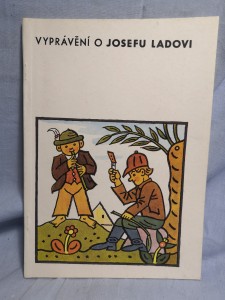 VYPRÁVĚNÍ O JOSEFU LADOVI